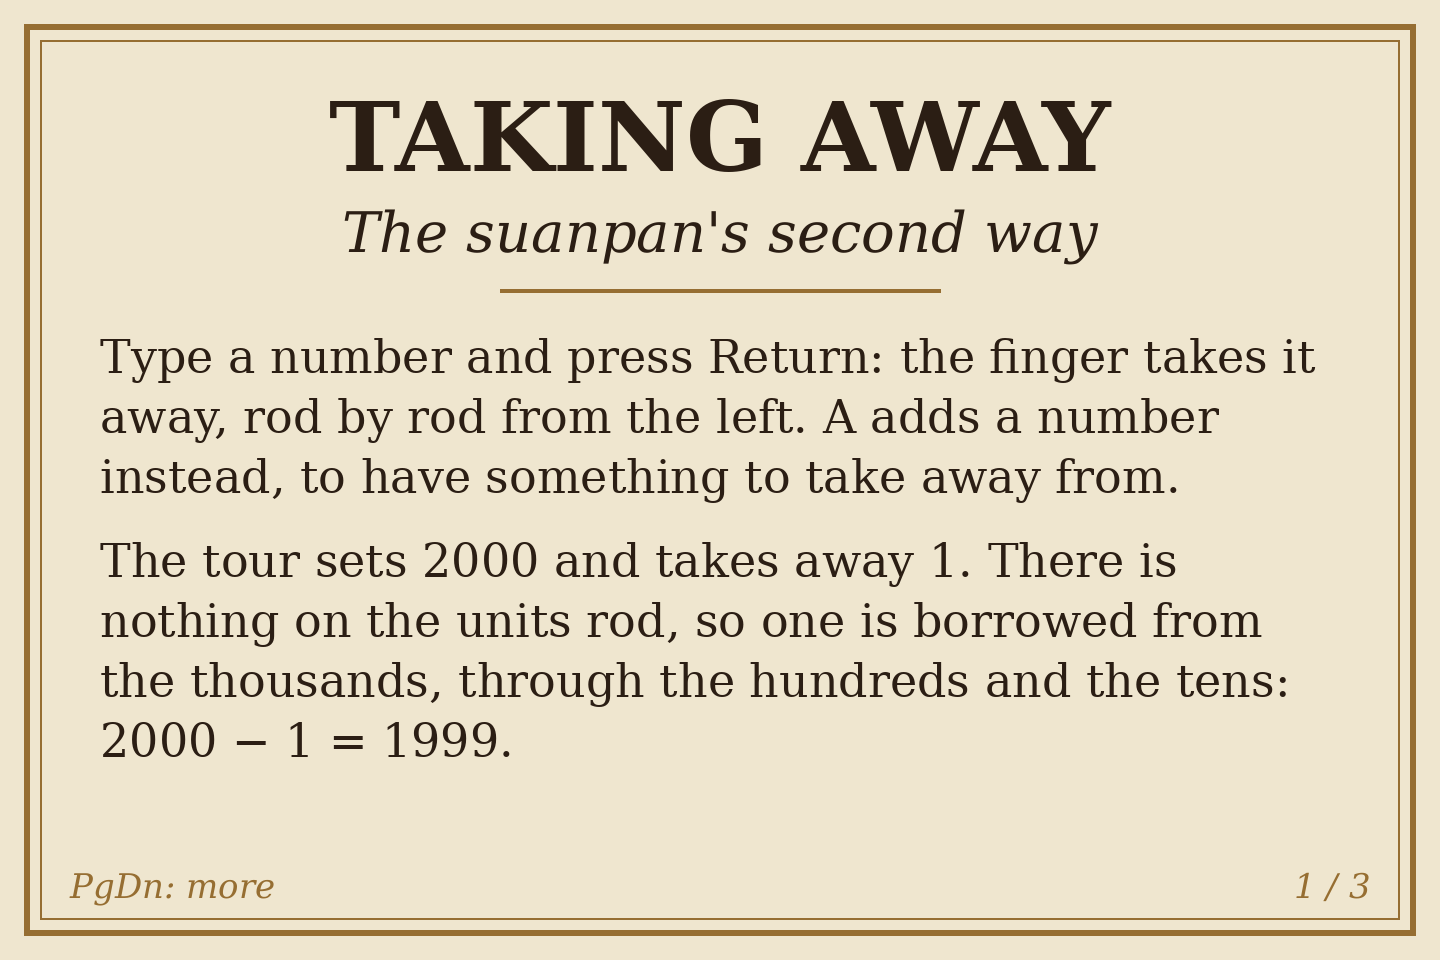 TAKING AWAY
The suanpan's second way
Type a number and press Return: the finger takes it
away, rod by rod from the left. A adds a number
instead, to have something to take away from.
The tour sets 2000 and takes away 1. There is
nothing on the units rod, so one is borrowed from
the thousands, through the hundreds and the tens:
2000 − 1 = 1999.
PgDn: more
1 / 3